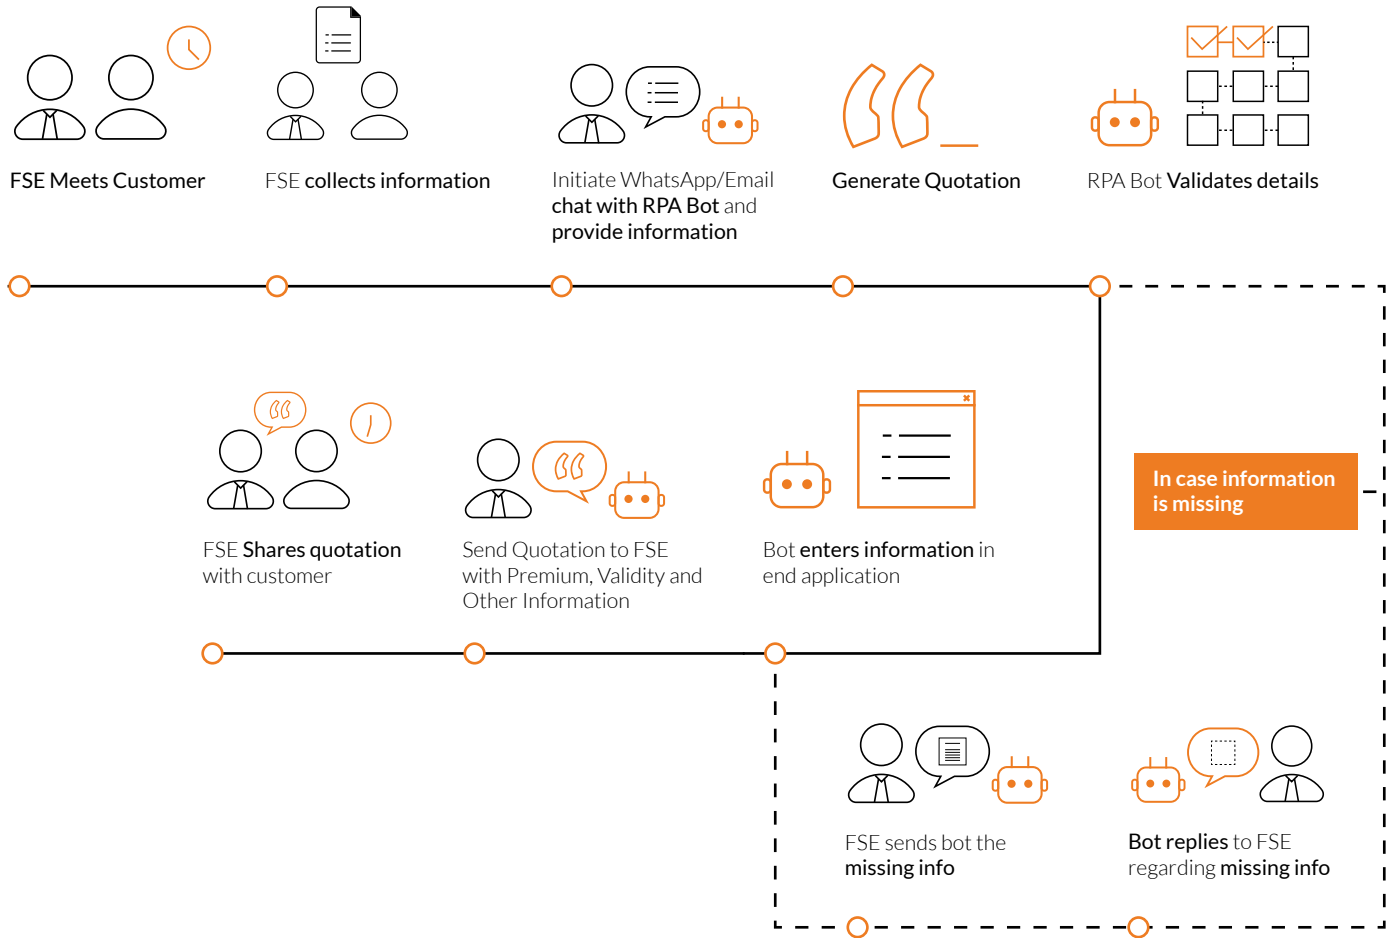 FSE Meets Customer
FSE collects information
Initiate WhatsApp/Email
chat with RPA Bot and
provide information
Generate Quotation
RPA Bot Validates details
FSE Shares quotation
with customer
Send Quotation to FSE
with Premium, Validity and
Other Information
Bot enters information in
end application
In case information
is missing
FSE sends bot the
missing info
Bot replies to FSE
regarding missing info